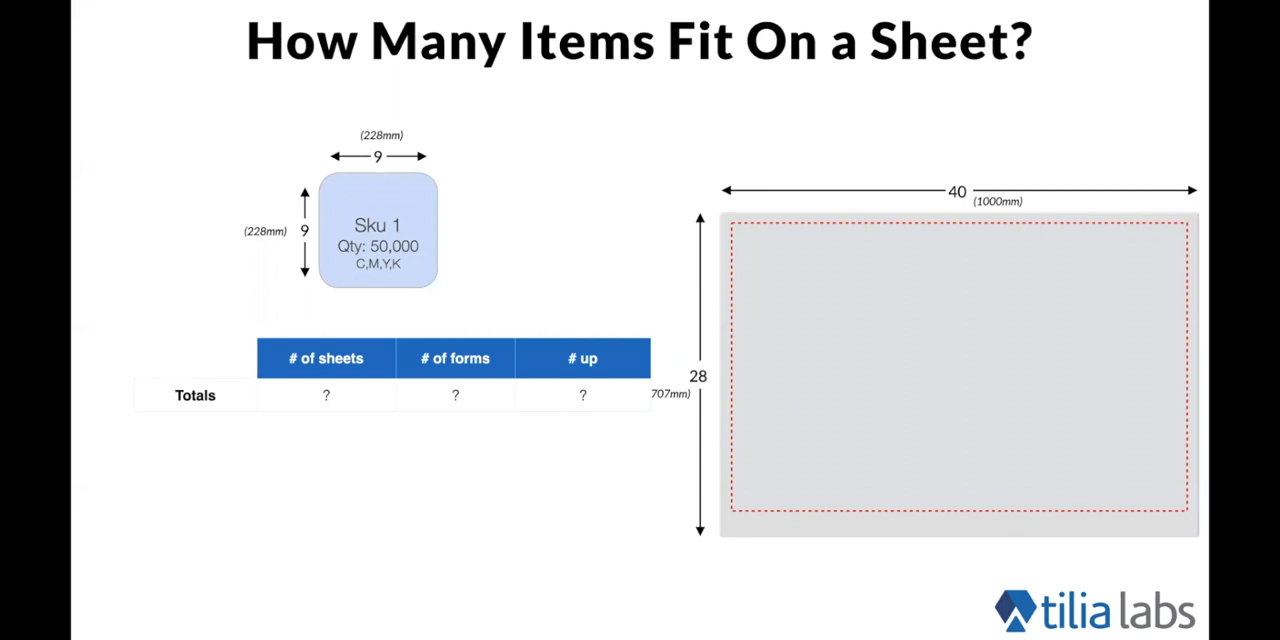 How Many Items Fit On a Sheet?
(228mm)
9
(228mm) 9
Sku 1
Qty: 50,000
C,M,Y,K
40
(1000mm)
28
707mm)
# of sheets # of forms # up
Totals ? ? ?
tilia labs